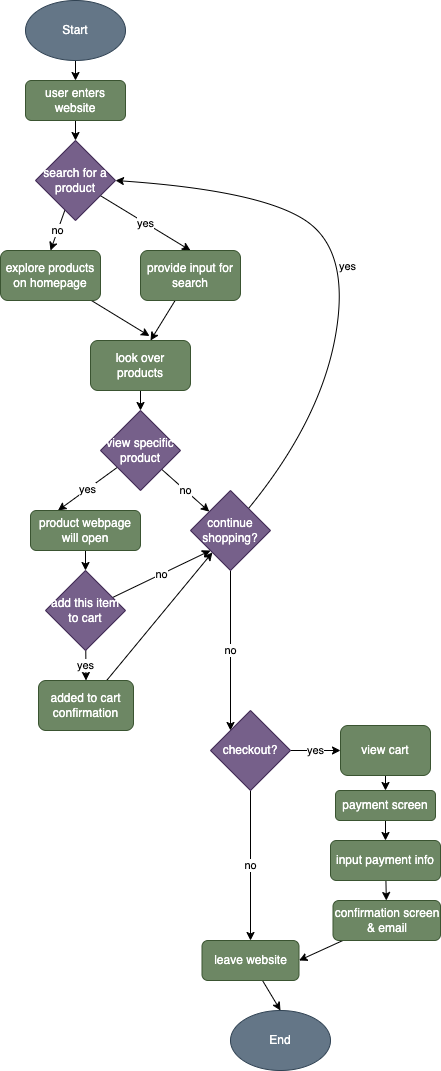 Start
user enters
website
search for a
product
no
yes
yes
explore products
on homepage
provide input for
search
look over
products
view specific
product
yes
no
product webpage
will open
continue
shopping?
add this item
to cart
no
yes
added to cart
confirmation
no
checkout?
yes
view cart
payment screen
input payment info
no
confirmation screen
& email
leave website
End